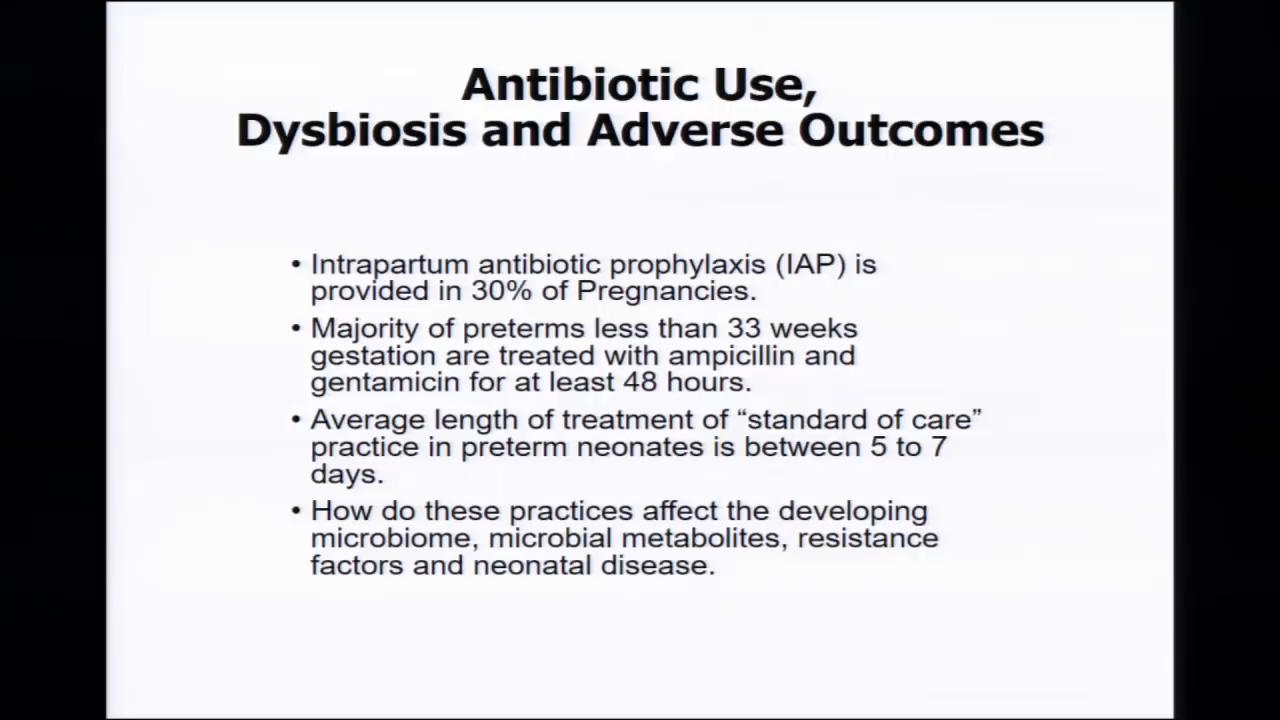 Antibiotic Use,
Dysbiosis and Adverse Outcomes
• Intrapartum antibiotic prophylaxis (IAP) is
provided in 30% of Pregnancies.
• Majority of preterms less than 33 weeks
gestation are treated with ampicillin and
gentamicin for at least 48 hours.
• Average length of treatment of “standard of care”
practice in preterm neonates is between 5 to 7
days.
• How do these practices affect the developing
microbiome, microbial metabolites, resistance
factors and neonatal disease.